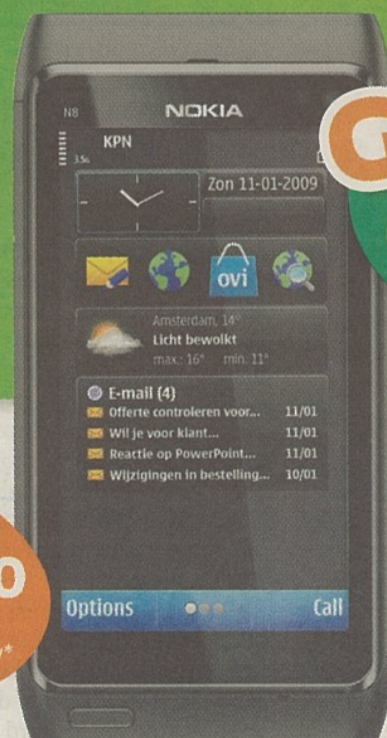 N8
NOKIA
KPN
3.5G
Zon 11-01-2009
ovi
Amsterdam, 14°
Licht bewolkt
max.: 16° min. 11°
E-mail (4)
Offerte controleren voor... 11/01
Wil je voor klant... 11/01
Reactie op PowerPoint... 11/01
Wijzigingen in bestelling... 10/01
Options Call